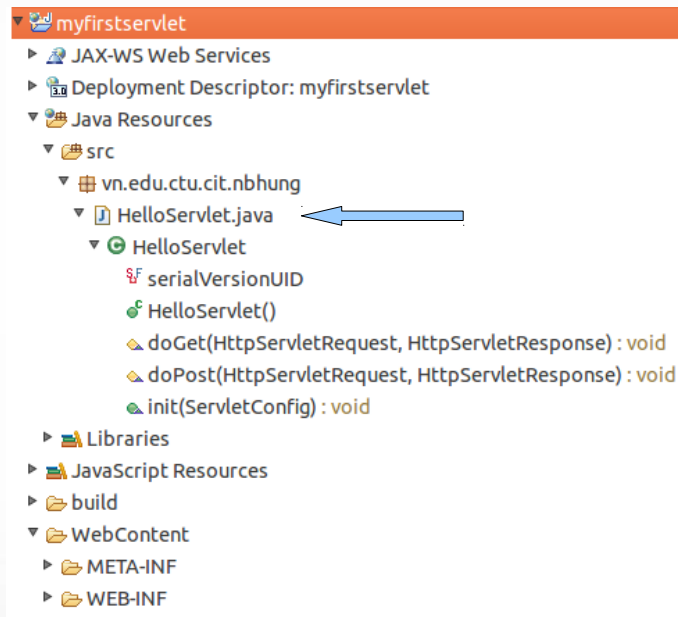 myfirstservlet
JAX-WS Web Services
3.0 Deployment Descriptor: myfirstservlet
Java Resources
src
vn.edu.ctu.cit.nbhung
J HelloServlet.java
C HelloServlet
S F serialVersionUID
C HelloServlet()
doGet(HttpServletRequest, HttpServletResponse) : void
doPost(HttpServletRequest, HttpServletResponse) : void
init(ServletConfig) : void
Libraries
JavaScript Resources
build
WebContent
META-INF
WEB-INF